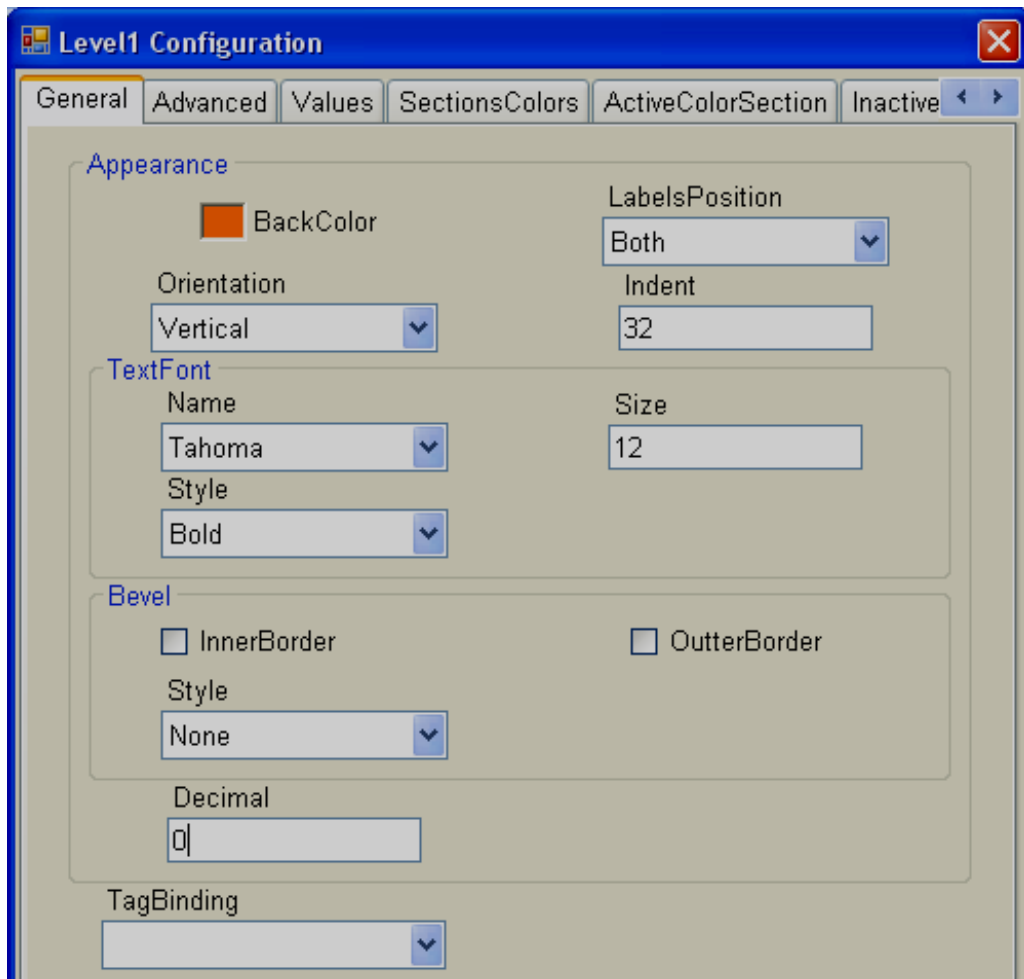 Level1 Configuration
General Advanced Values SectionsColors ActiveColorSection Inactive
Appearance
BackColor
LabelsPosition
Both
Orientation
Vertical
Indent
32
TextFont
Name
Tahoma
Size
12
Style
Bold
Bevel
InnerBorder
OutterBorder
Style
None
Decimal
0
TagBinding